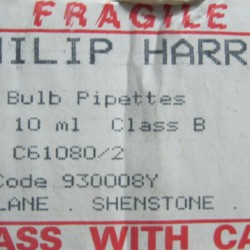 FRAGILE
HILIP HARR
Bulb Pipettes
10 ml Class B
C61080/2
Code 930008Y
LANE . SHENSTONE .
ASS WITH CA